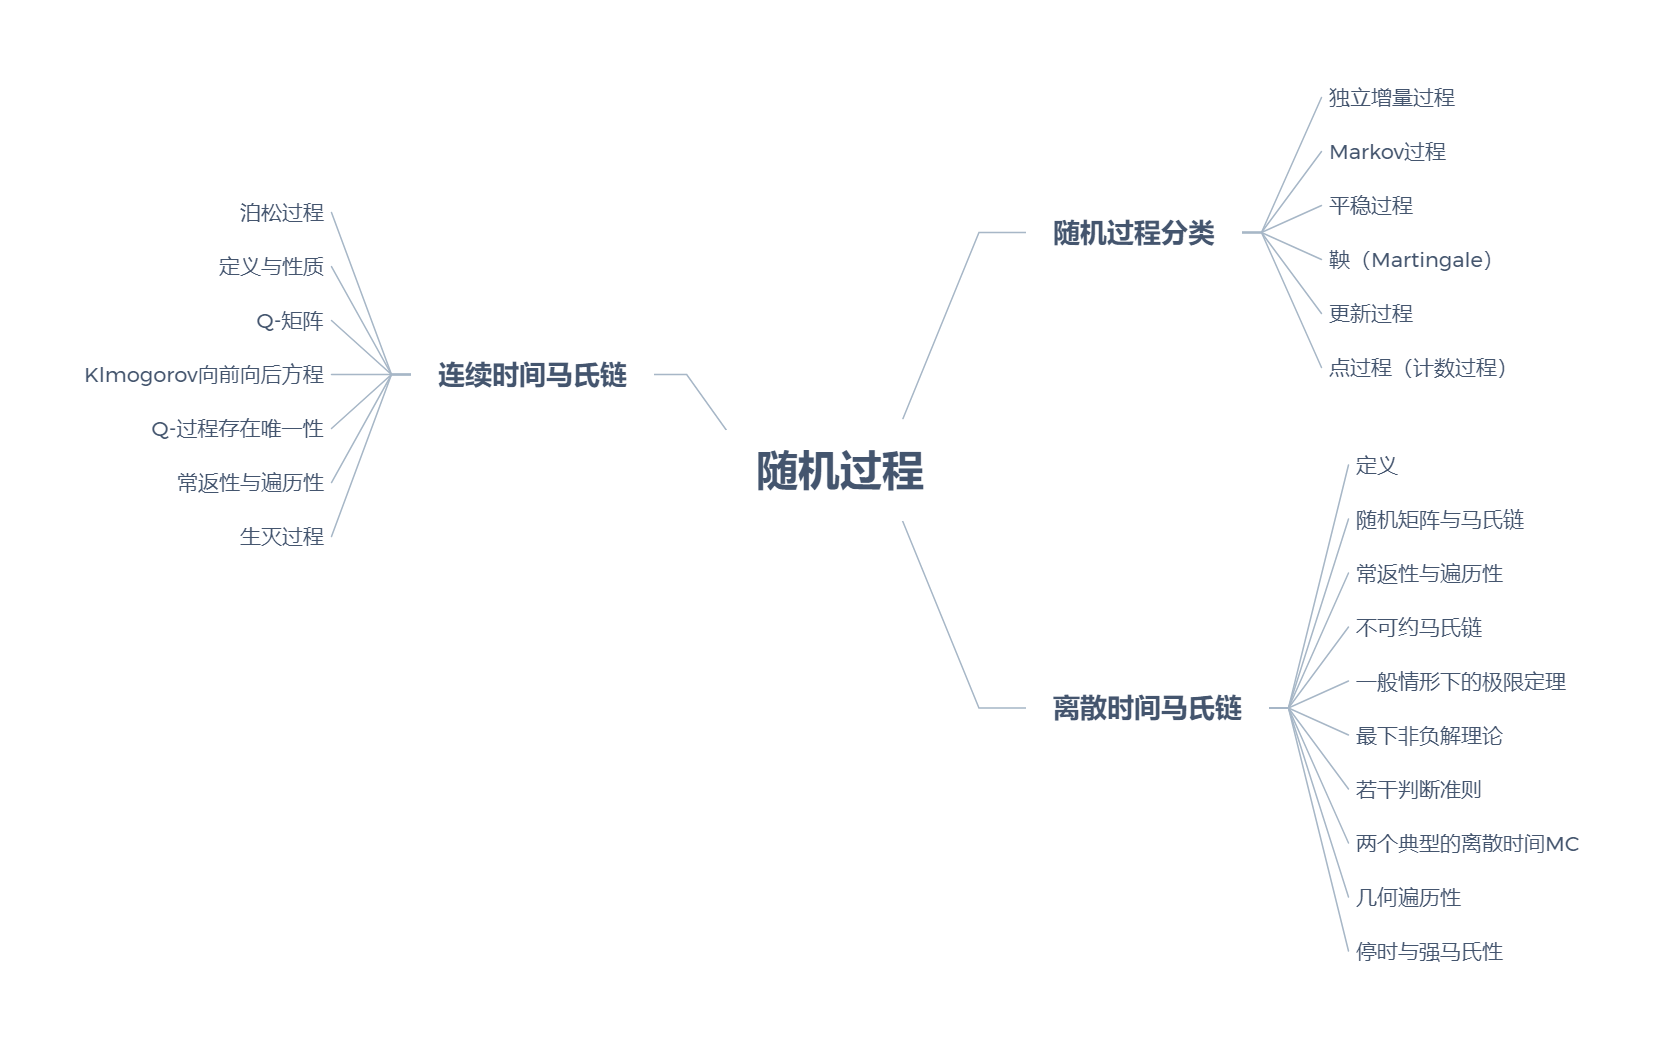 随机过程
随机过程分类
独立增量过程
Markov过程
平稳过程
鞅（Martingale）
更新过程
点过程（计数过程）
离散时间马氏链
定义
随机矩阵与马氏链
常返性与遍历性
不可约马氏链
一般情形下的极限定理
最下非负解理论
若干判断准则
两个典型的离散时间MC
几何遍历性
停时与强马氏性
连续时间马氏链
泊松过程
定义与性质
Q-矩阵
Klmogorov向前向后方程
Q-过程存在唯一性
常返性与遍历性
生灭过程